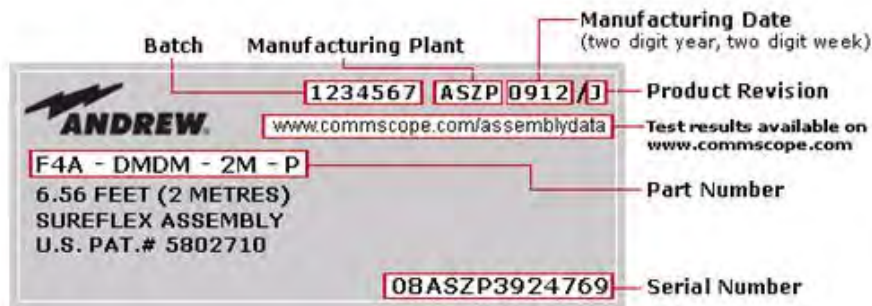 Manufacturing Date
(two digit year, two digit week)
Batch Manufacturing Plant
1234567 ASZP 0912/J Product Revision
ANDREW.
www.commscope.com/assemblydata
Test results available on
www.commscope.com
F4A - DMDM - 2M - P
Part Number
6.56 FEET (2 METRES)
SUREFLEX ASSEMBLY
U.S. PAT.# 5802710
08ASZP3924769 Serial Number